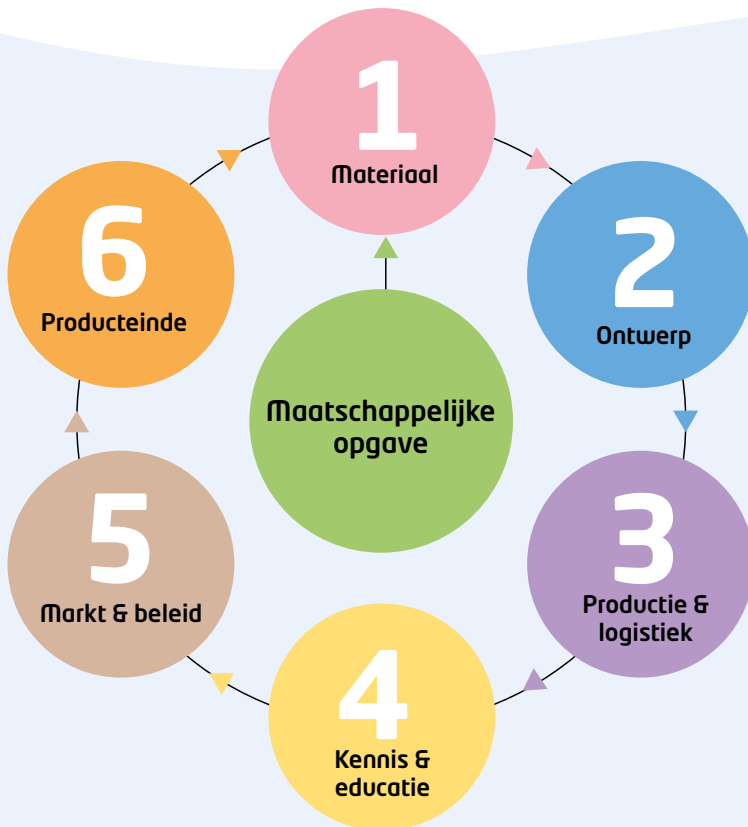 1
Materiaal
2
Ontwerp
3
Productie &
logistiek
4
Kennis &
educatie
5
Markt & beleid
6
Producteinde
Maatschappelijke
opgave